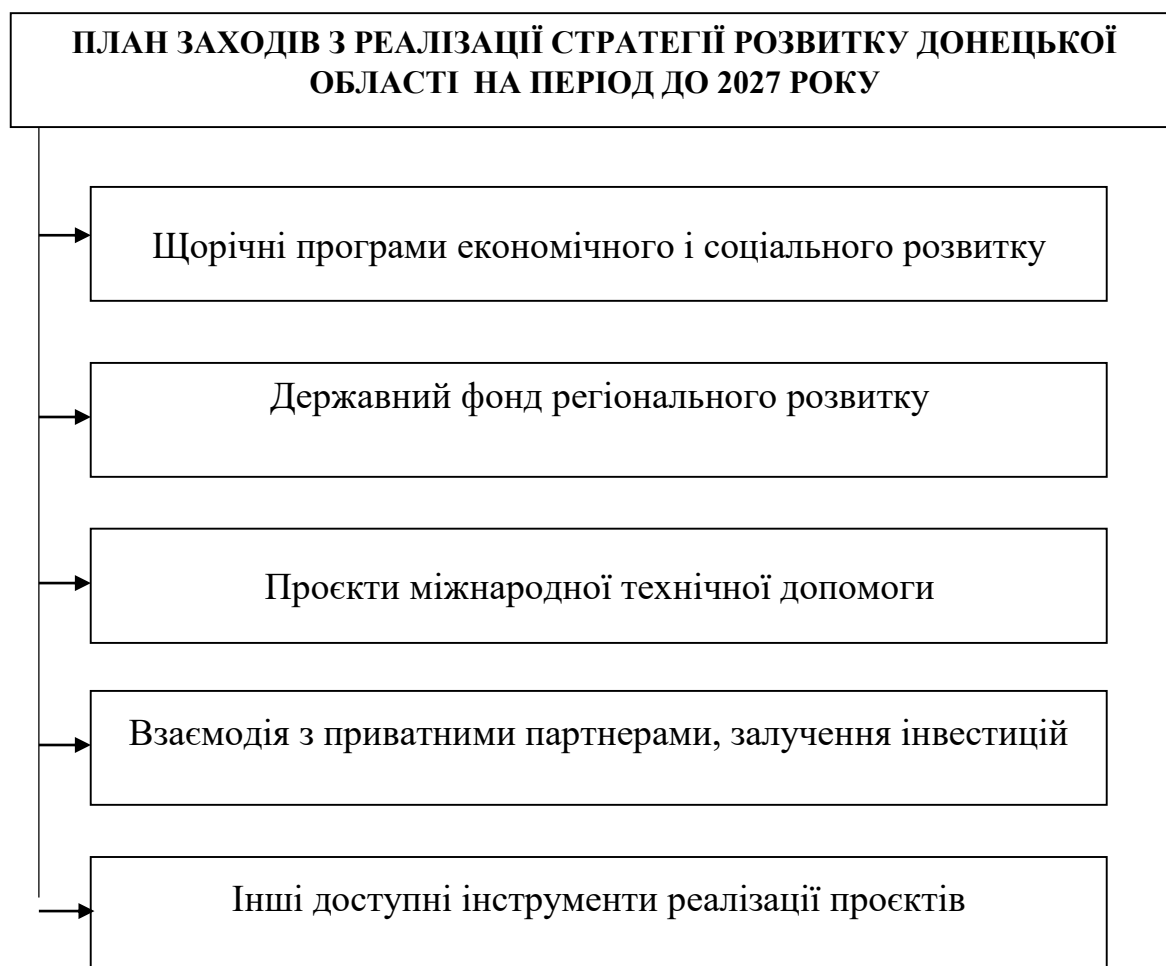 ПЛАН ЗАХОДІВ З РЕАЛІЗАЦІЇ СТРАТЕГІЇ РОЗВИТКУ ДОНЕЦЬКОЇ
ОБЛАСТІ НА ПЕРІОД ДО 2027 РОКУ
Щорічні програми економічного і соціального розвитку
Державний фонд регіонального розвитку
Проєкти міжнародної технічної допомоги
Взаємодія з приватними партнерами, залучення інвестицій
Інші доступні інструменти реалізації проєктів